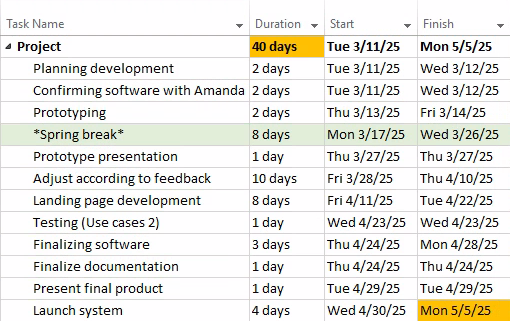 Task Name Duration Start Finish
Project 40 days Tue 3/11/25 Mon 5/5/25
Planning development 2 days Tue 3/11/25 Wed 3/12/25
Confirming software with Amanda 2 days Tue 3/11/25 Wed 3/12/25
Prototyping 2 days Thu 3/13/25 Fri 3/14/25
*Spring break* 8 days Mon 3/17/25 Wed 3/26/25
Prototype presentation 1 day Thu 3/27/25 Thu 3/27/25
Adjust according to feedback 10 days Fri 3/28/25 Thu 4/10/25
Landing page development 8 days Fri 4/11/25 Tue 4/22/25
Testing (Use cases 2) 1 day Wed 4/23/25 Wed 4/23/25
Finalizing software 3 days Thu 4/24/25 Mon 4/28/25
Finalize documentation 1 day Thu 4/24/25 Thu 4/24/25
Present final product 1 day Tue 4/29/25 Tue 4/29/25
Launch system 4 days Wed 4/30/25 Mon 5/5/25